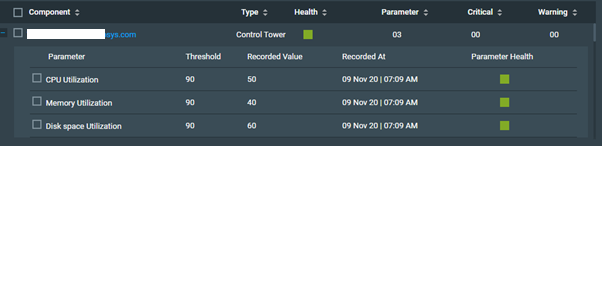 Component Type Health Parameter Critical Warning
sys.com Control Tower 03 00 00
Parameter Threshold Recorded Value Recorded At Parameter Health
CPU Utilization 90 50 09 Nov 20 | 07:09 AM
Memory Utilization 90 40 09 Nov 20 | 07:09 AM
Disk space Utilization 90 60 09 Nov 20 | 07:09 AM